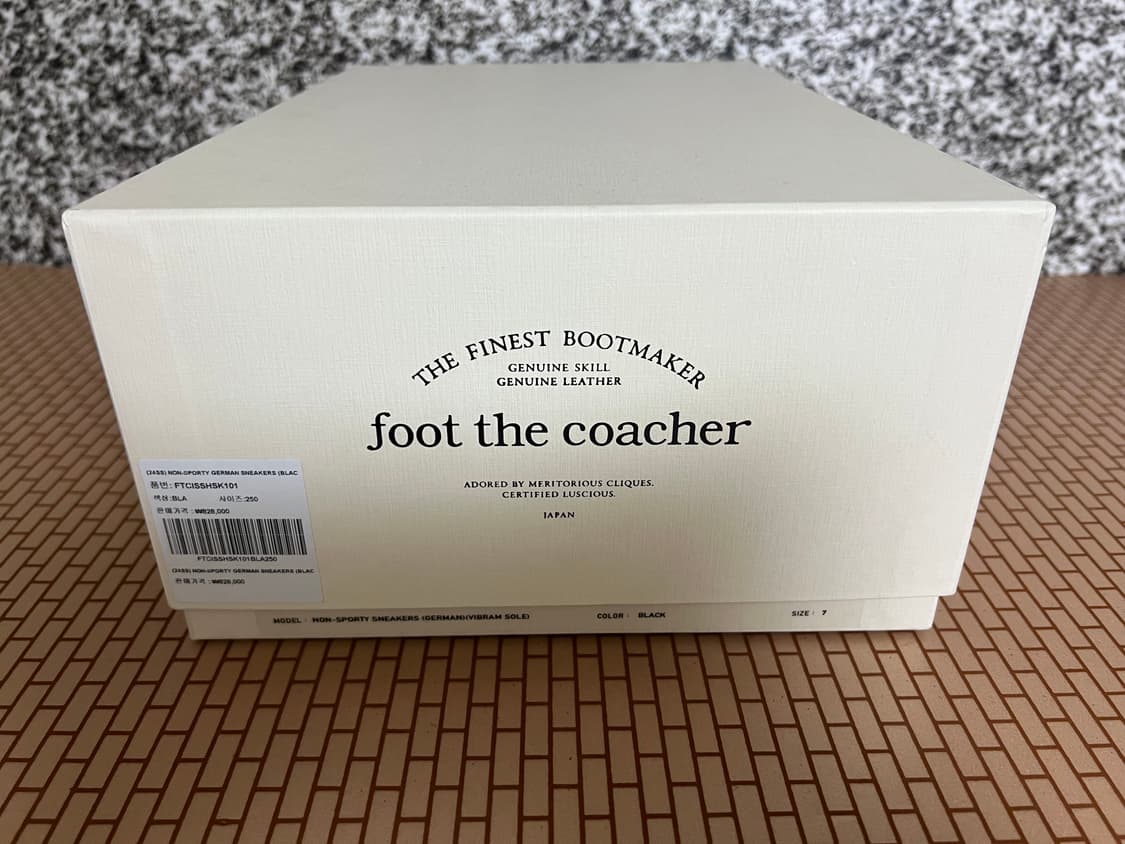 THE FINEST BOOTMAKER
GENUINE SKILL
GENUINE LEATHER
foot the coacher
ADORED BY MERITORIOUS CLIQUES.
CERTIFIED LUSCIOUS.
JAPAN
(24SS) NON-SPORTY GERMAN SNEAKERS (BLAC
품번: FTCISSHSK101
색상:BLA 사이즈:250
판매가격 : ₩828,000
FTCISSHSK101BLA250
(24SS) NON-SPORTY GERMAN SNEAKERS (BLAC
판매가격 : ₩828,000
MODEL : NON-SPORTY SNEAKERS (GERMAN)(VIBRAM SOLE) COLOR : BLACK SIZE : 7